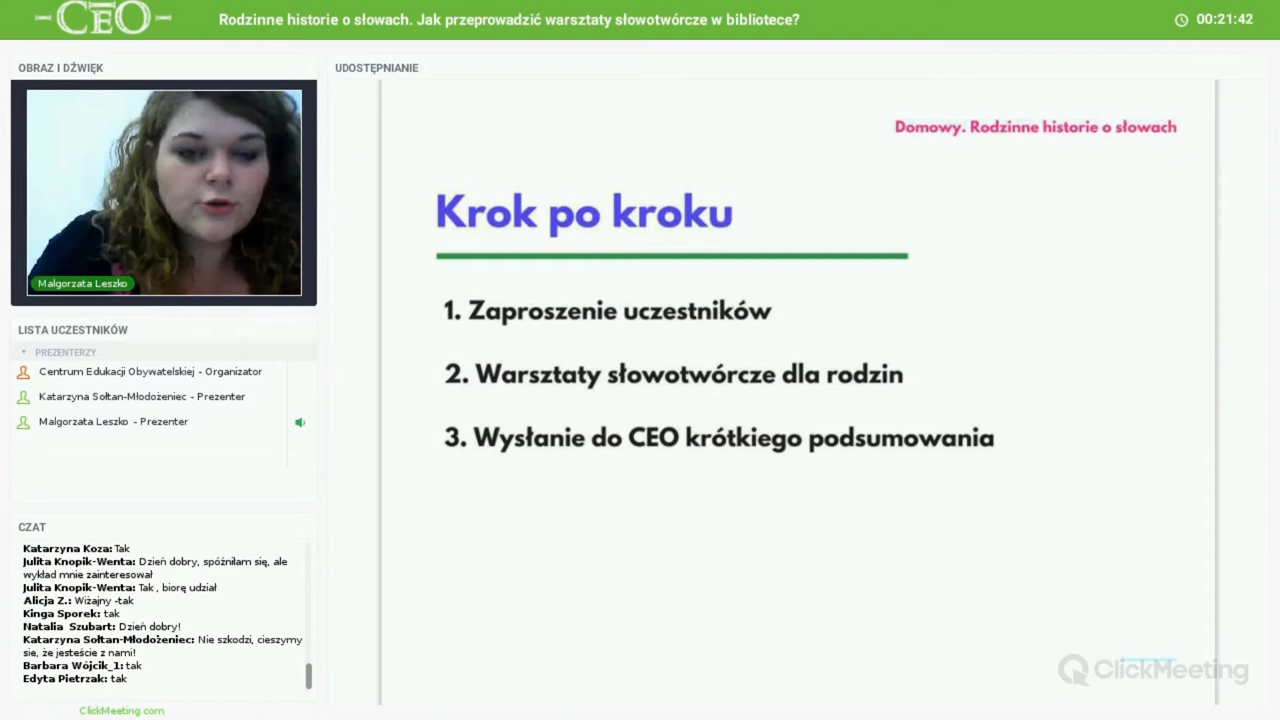 CEO
Rodzinne historie o słowach. Jak przeprowadzić warsztaty słowotwórcze w bibliotece?
00:21:42
OBRAZ I DŹWIĘK
Malgorzata Leszko
LISTA UCZESTNIKÓW
PREZENTERZY
Centrum Edukacji Obywatelskiej - Organizator
Katarzyna Sołtan-Młodożeniec - Prezenter
Malgorzata Leszko - Prezenter
CZAT
Katarzyna Koza: Tak
Julita Knopik-Wenta: Dzień dobry, spóźniłam się, ale
wykład mnie zainteresował
Julita Knopik-Wenta: Tak , biorę udział
Alicja Z.: Wiżajny -tak
Kinga Sporek: tak
Natalia Szubart: Dzień dobry!
Katarzyna Sołtan-Młodożeniec: Nie szkodzi, cieszymy
sie, że jesteście z nami!
Barbara Wójcik_1: tak
Edyta Pietrzak: tak
ClickMeeting.com
UDOSTĘPNIANIE
Domowy. Rodzinne historie o słowach
Krok po kroku
1. Zaproszenie uczestników
2. Warsztaty słowotwórcze dla rodzin
3. Wysłanie do CEO krótkiego podsumowania
ClickMeeting